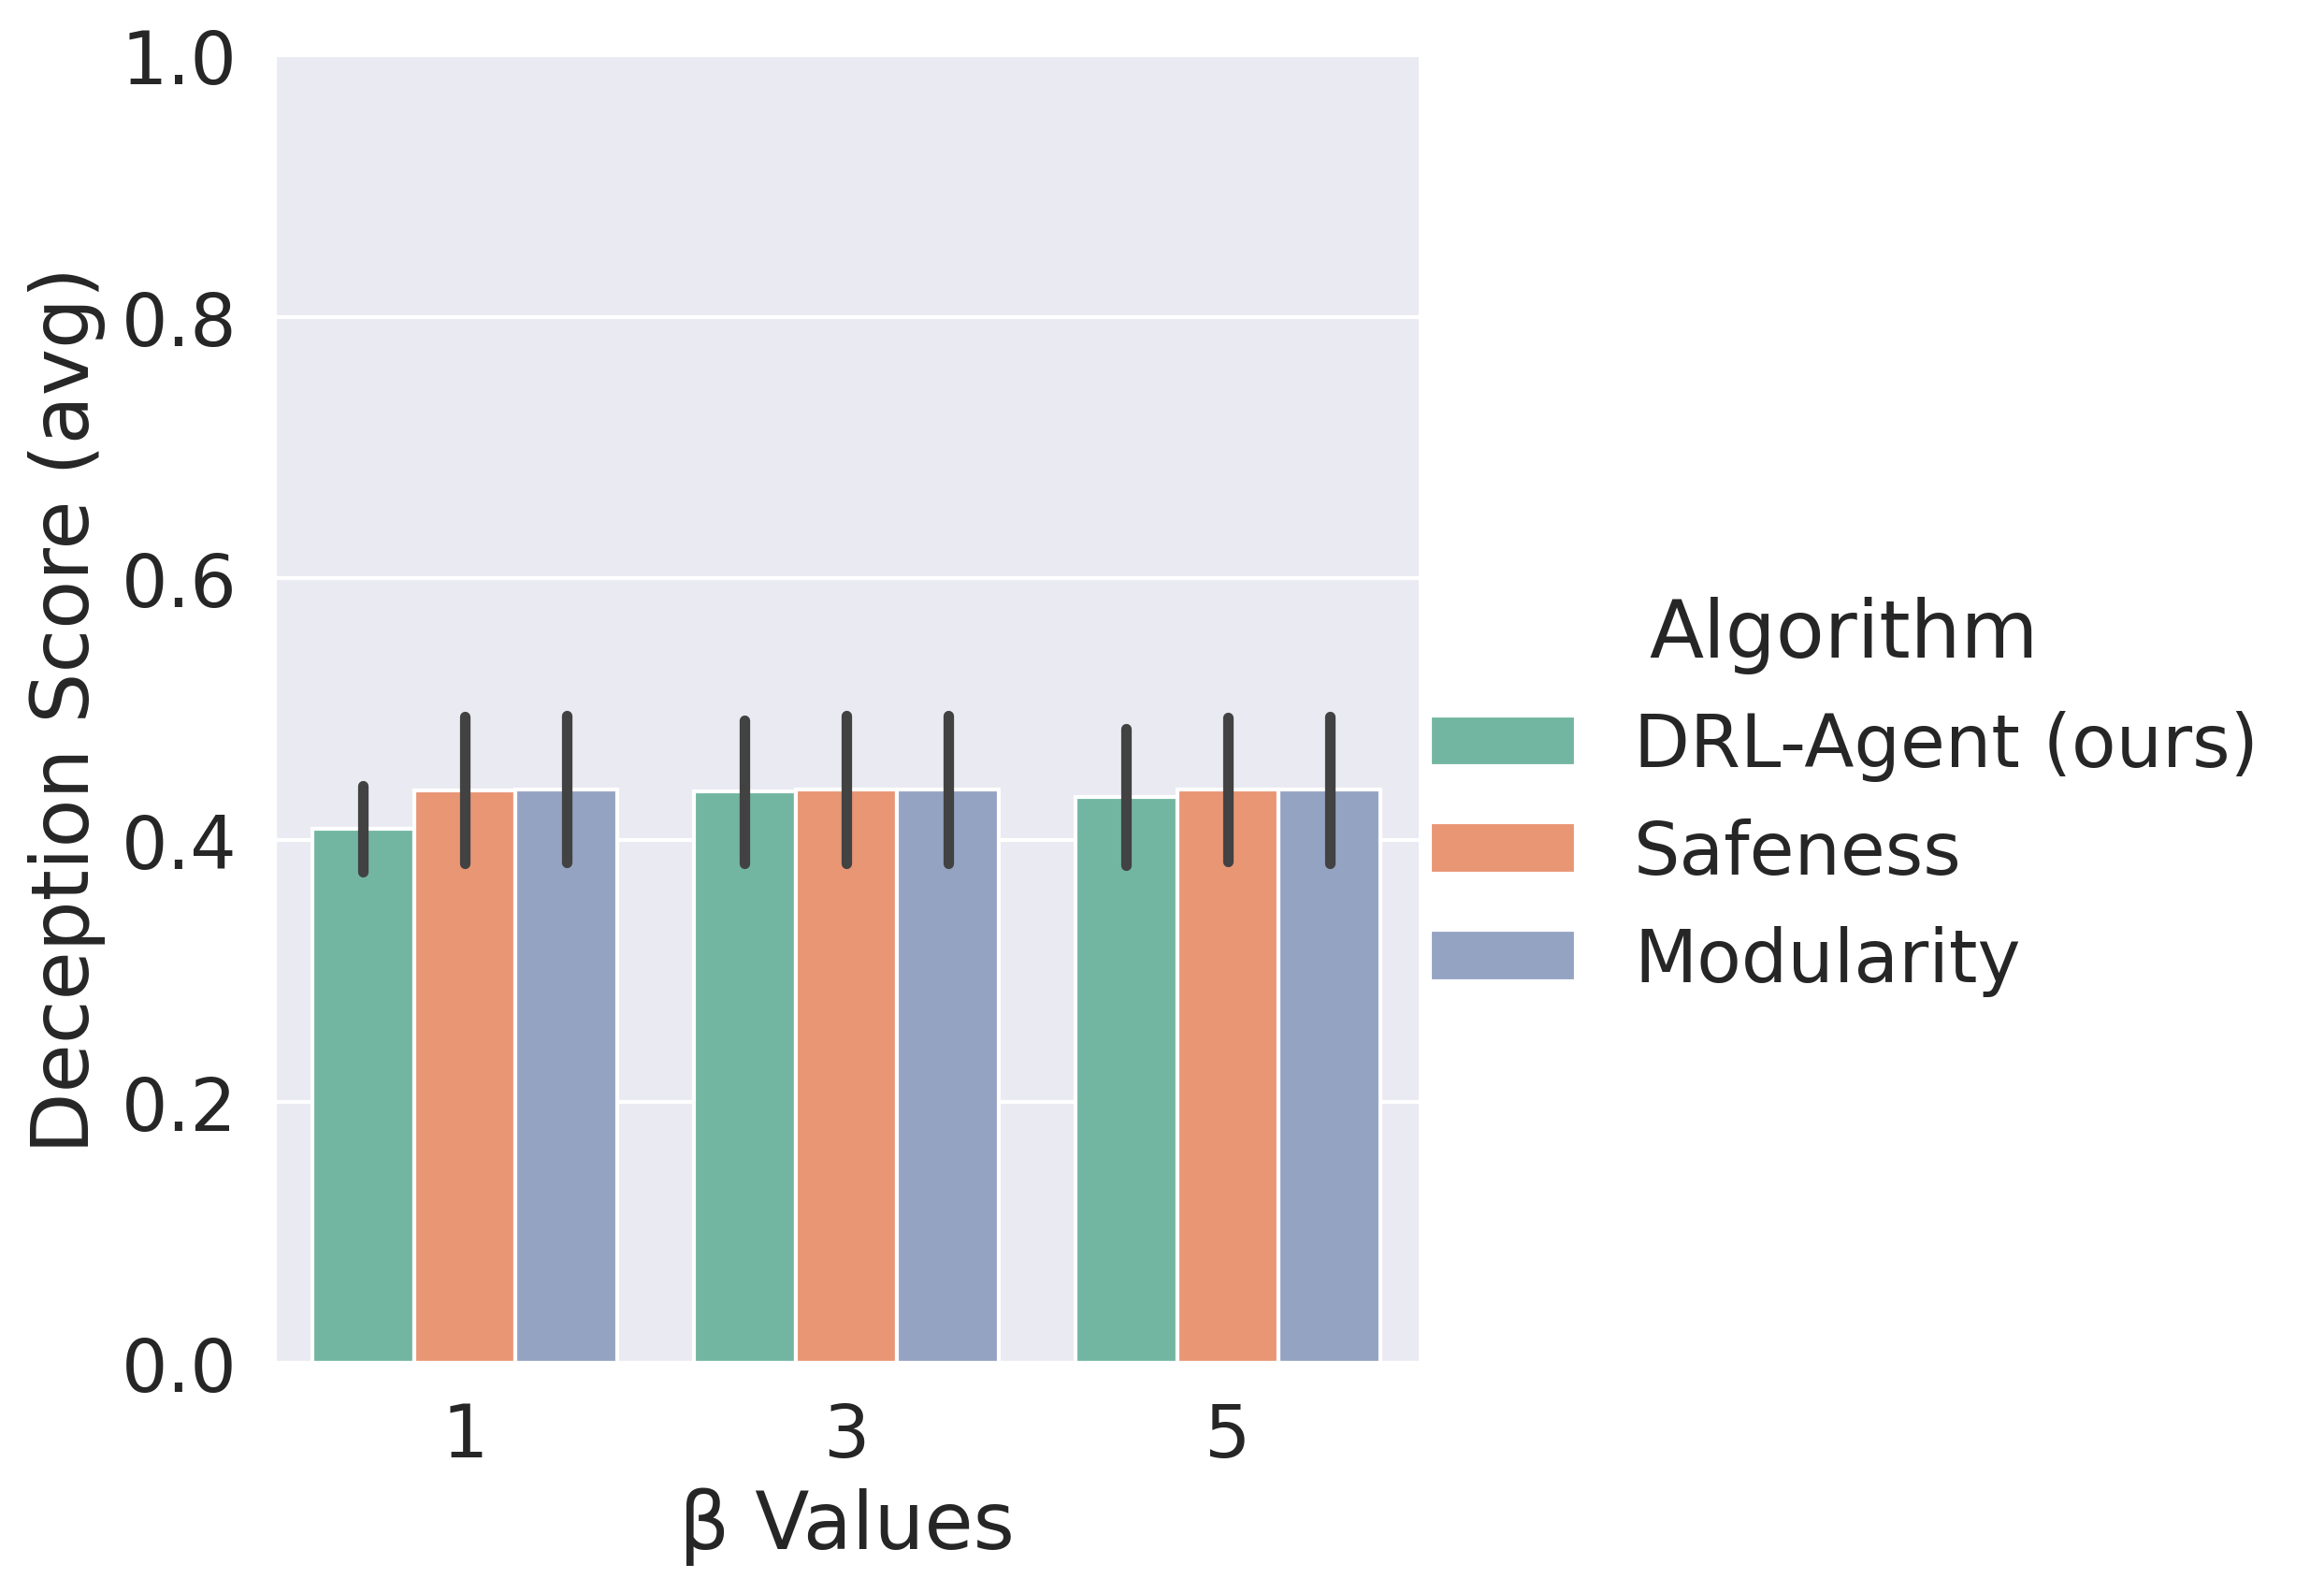 Deception Score (avg)
1.0
0.8
0.6
0.4
0.2
0.0
1
3
5
β Values
Algorithm
DRL-Agent (ours)
Safeness
Modularity